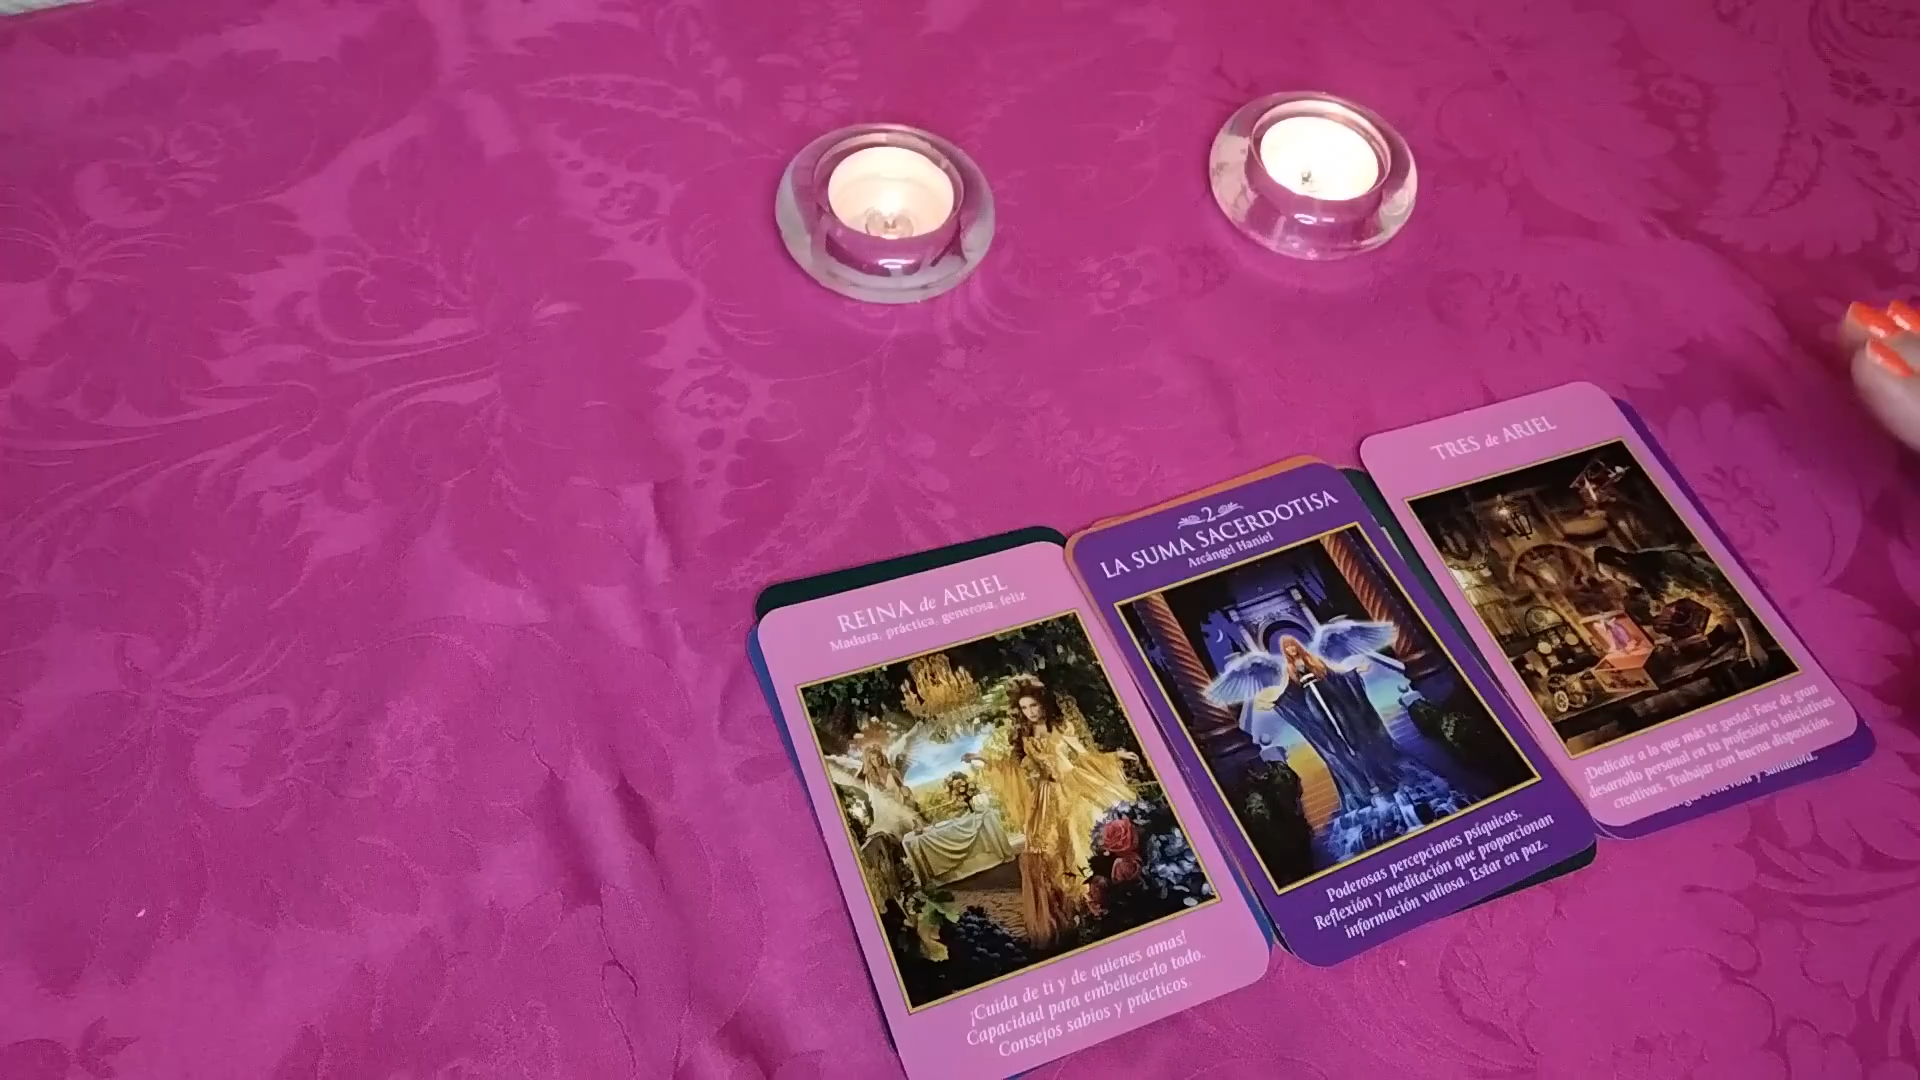 REINA de ARIEL
Madura, práctica, generosa, feliz
¡Cuida de ti y de quienes amas!
Capacidad para embellecerlo todo.
Consejos sabios y prácticos.
2
LA SUMA SACERDOTISA
Arcángel Haniel
Poderosas percepciones psíquicas.
Reflexión y meditación que proporcionan
información valiosa. Estar en paz.
TRES de ARIEL
¡Dedícate a lo que más te gusta! Fase de gran
desarrollo personal en tu profesión o iniciativas
creativas. Trabajar con buena disposición.